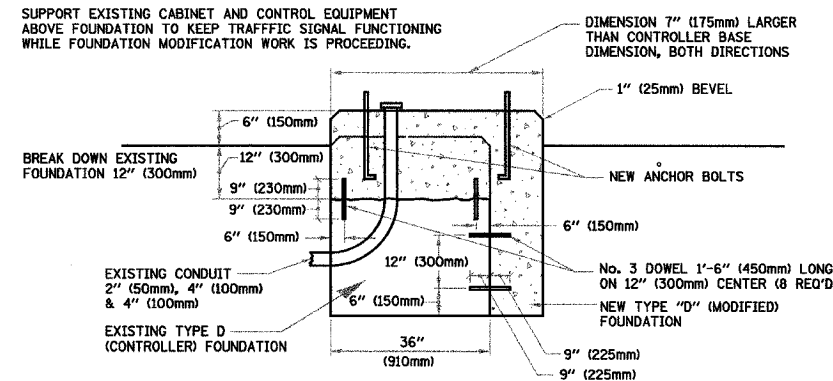 SUPPORT EXISTING CABINET AND CONTROL EQUIPMENT
ABOVE FOUNDATION TO KEEP TRAFFFIC SIGNAL FUNCTIONING
WHILE FOUNDATION MODIFICATION WORK IS PROCEEDING.
DIMENSION 7" (175mm) LARGER
THAN CONTROLLER BASE
DIMENSION, BOTH DIRECTIONS
1" (25mm) BEVEL
6" (150mm)
BREAK DOWN EXISTING
FOUNDATION 12" (300mm)
12" (300mm)
9" (230mm)
9" (230mm)
6" (150mm)
NEW ANCHOR BOLTS
6" (150mm)
12" (300mm)
6" (150mm)
EXISTING CONDUIT
2" (50mm), 4" (100mm)
& 4" (100mm)
EXISTING TYPE D
(CONTROLLER) FOUNDATION
No. 3 DOWEL 1'-6" (450mm) LONG
ON 12" (300mm) CENTER (8 REQ'D
NEW TYPE "D" (MODIFIED)
FOUNDATION
36"
(910mm)
9" (225mm)
9" (225mm)